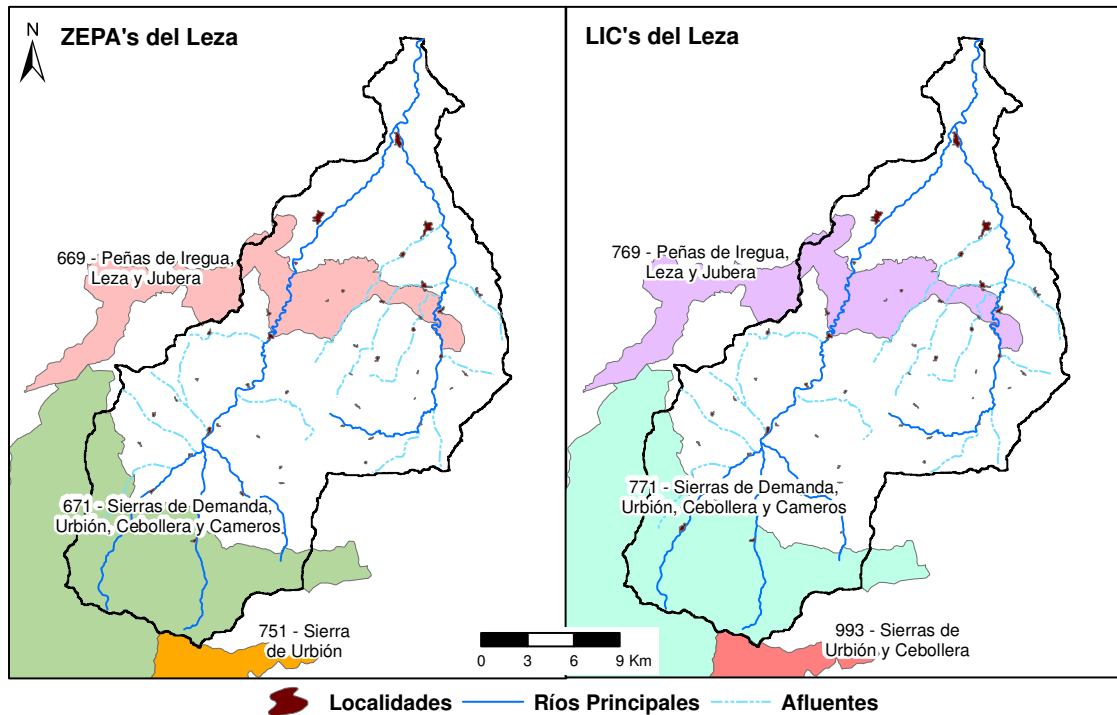 N
ZEPA's del Leza
669 - Peñas de Iregua,
Leza y Jubera
671 - Sierras de Demanda,
Urbión, Cebollera y Cameros
751 - Sierra
de Urbión
LIC's del Leza
769 - Peñas de Iregua,
Leza y Jubera
771 - Sierras de Demanda,
Urbión, Cebollera y Cameros
993 - Sierras de
Urbión y Cebollera
0 3 6 9 Km
Localidades Ríos Principales Afluentes